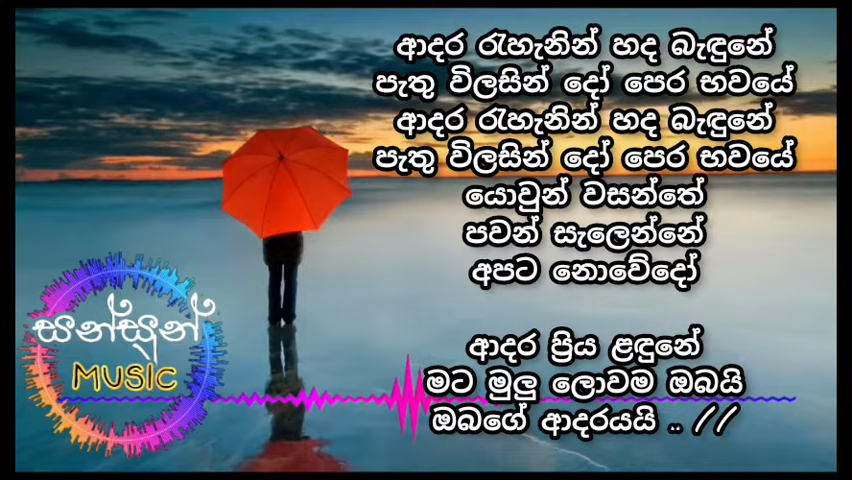 ආදර රැහැනින් හද බැඳුනේ
පැතූ විලසින් දෝ පෙර භවයේ
ආදර රැහැනින් හද බැඳුනේ
පැතූ විලසින් දෝ පෙර භවයේ
යොවුන් වසන්තේ
පවන් සැලෙන්නේ
අපට නොවේදෝ
ආදර ප්‍රිය ළඳුනේ
මට මුලු ලොවම ඔබයි
ඔබගේ ආදරයයි .. //
සන්සුන්
MUSIC